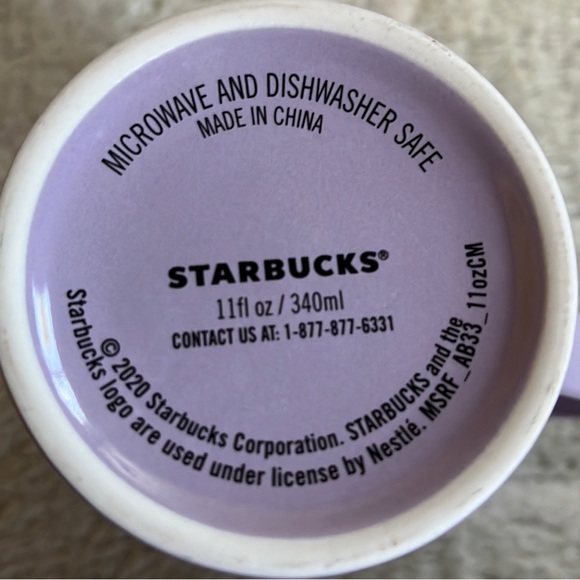 MICROWAVE AND DISHWASHER SAFE
MADE IN CHINA
STARBUCKS®
11fl oz / 340ml
CONTACT US AT: 1-877-877-6331
© 2020 Starbucks Corporation. STARBUCKS and the
Starbucks logo are used under license by Nestlé. MSRF_AB33_11ozCM